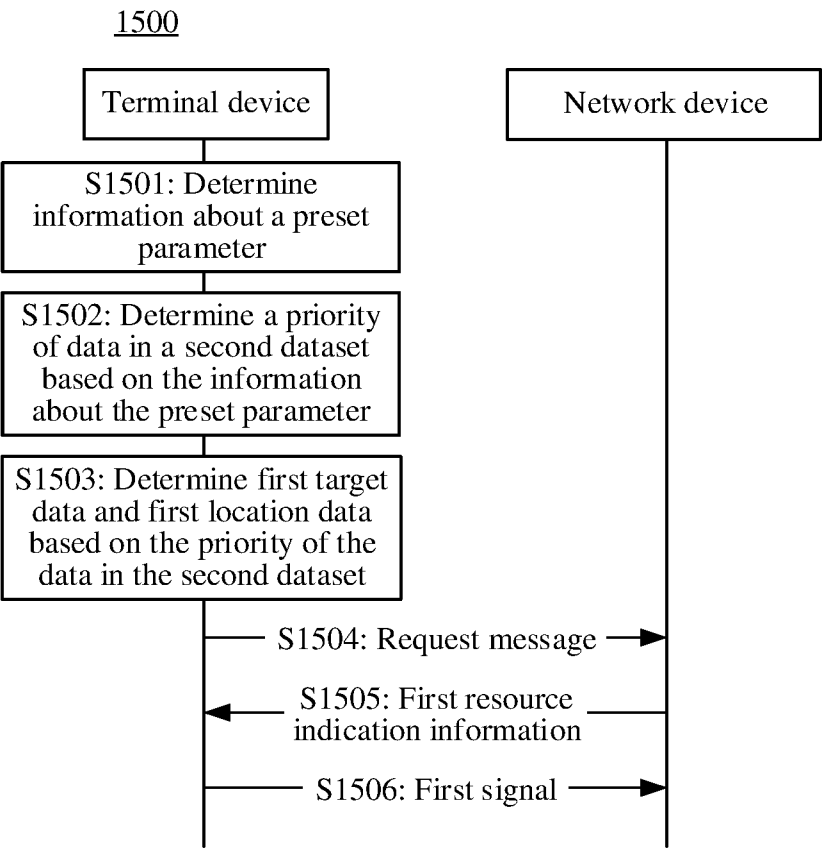 1500
Terminal device
Network device
S1501: Determine
information about a preset
parameter
S1502: Determine a priority
of data in a second dataset
based on the information
about the preset parameter
S1503: Determine first target
data and first location data
based on the priority of the
data in the second dataset
S1504: Request message
S1505: First resource
indication information
S1506: First signal